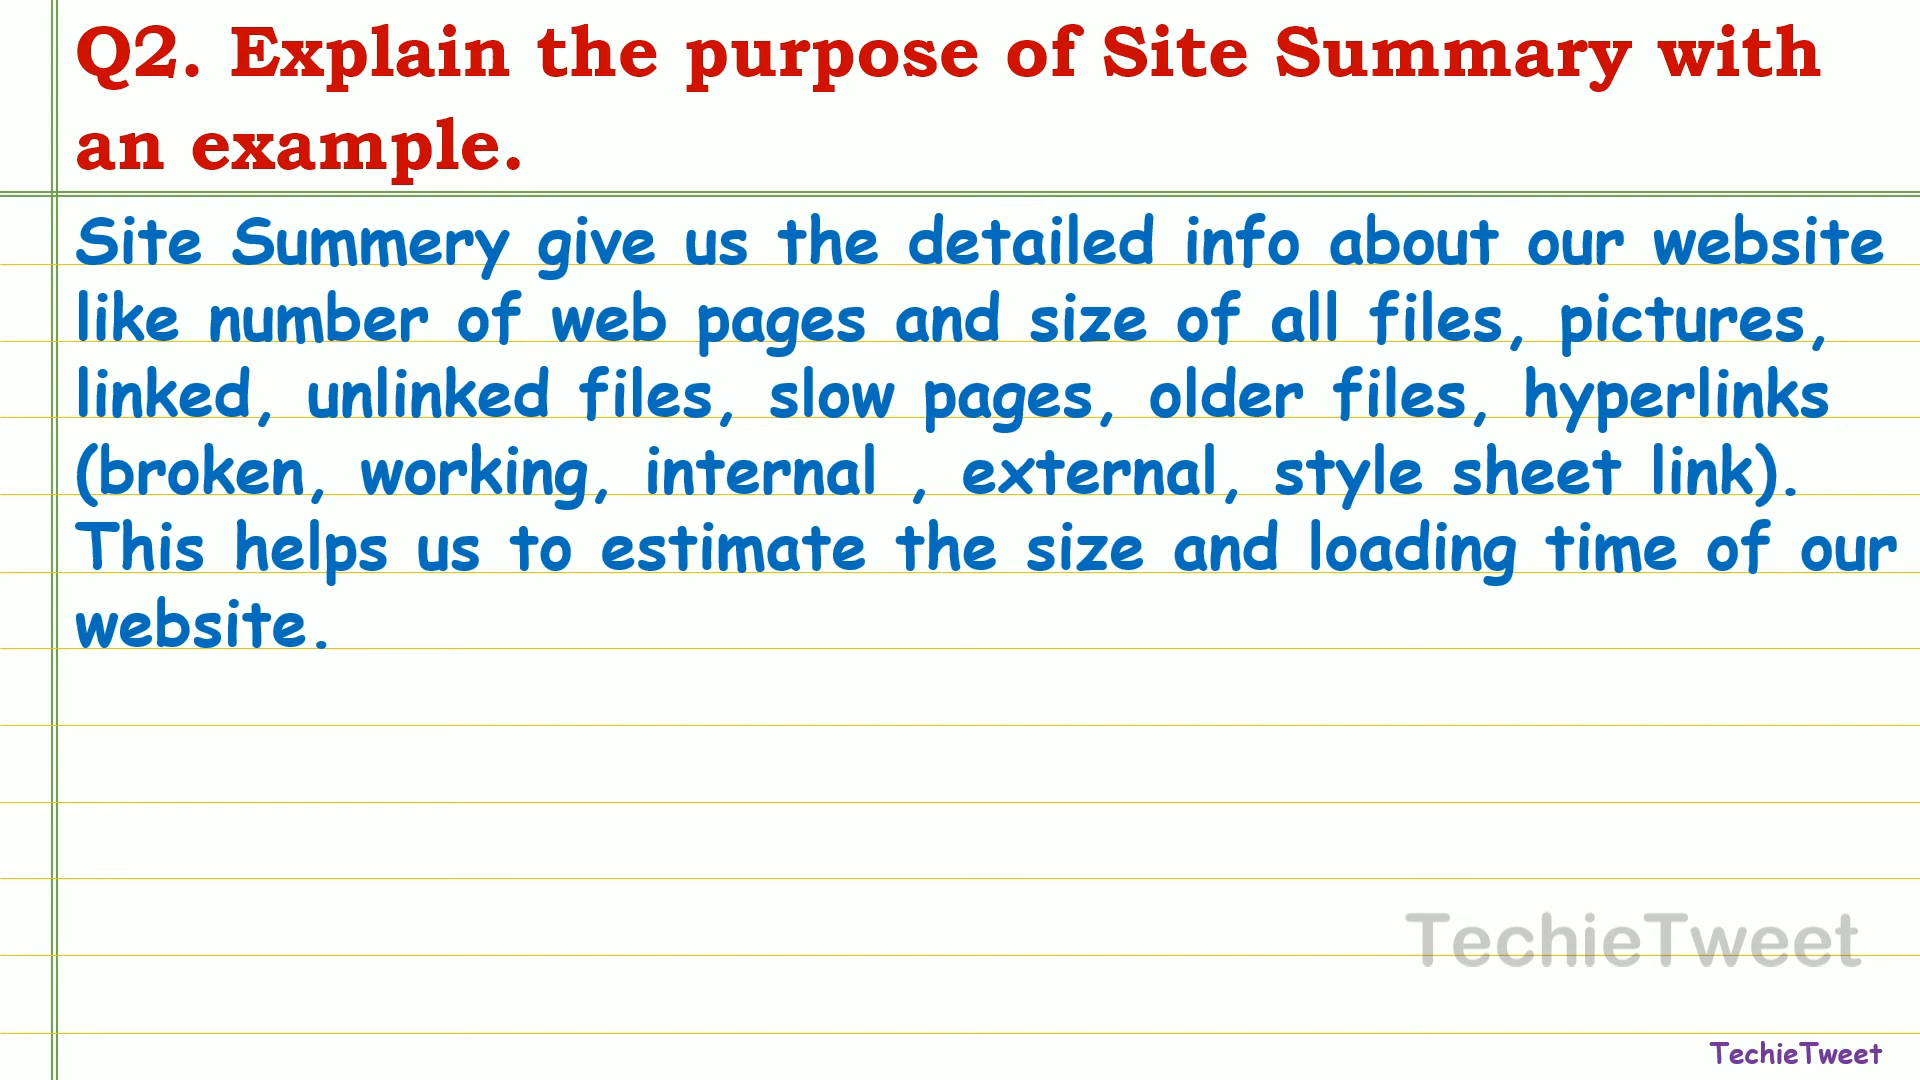 Q2. Explain the purpose of Site Summary with
an example.
Site Summery give us the detailed info about our website
like number of web pages and size of all files, pictures,
linked, unlinked files, slow pages, older files, hyperlinks
(broken, working, internal , external, style sheet link).
This helps us to estimate the size and loading time of our
website.
TechieTweet
TechieTweet